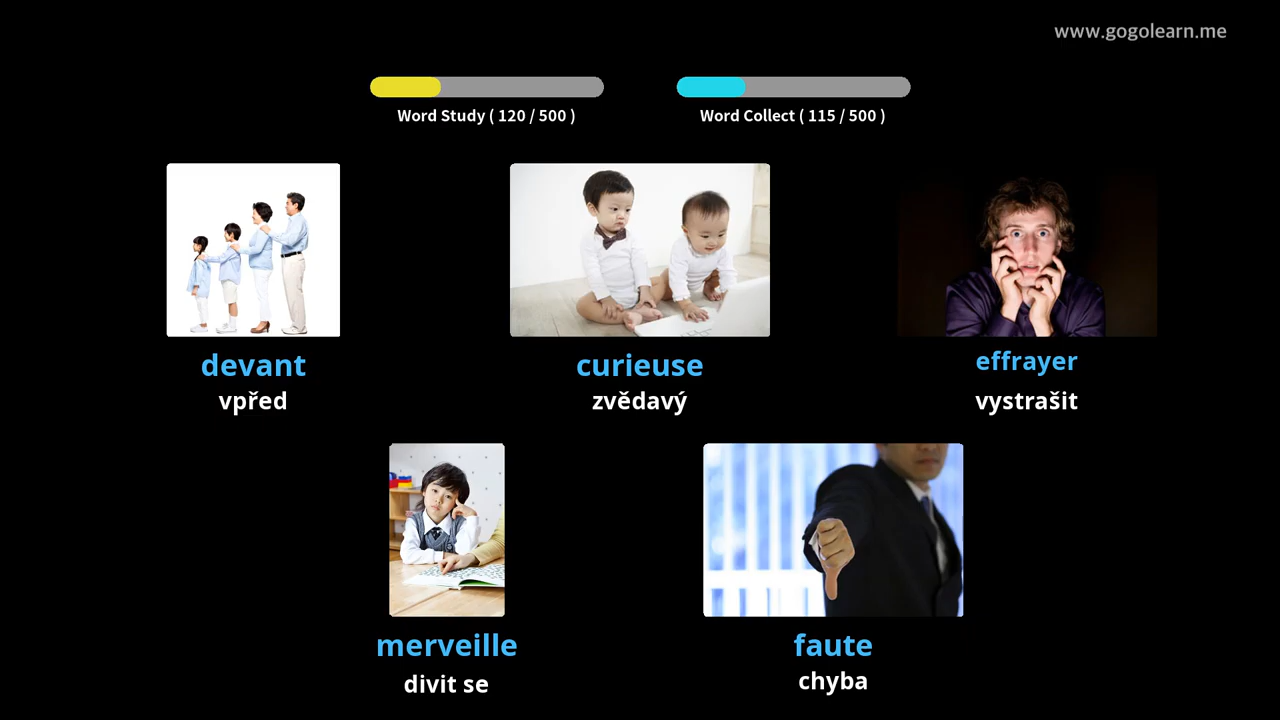 www.gogolearn.me
Word Study ( 120 / 500 )
Word Collect ( 115 / 500 )
devant
vpřed
curieuse
zvědavý
effrayer
vystrašit
merveille
divit se
faute
chyba